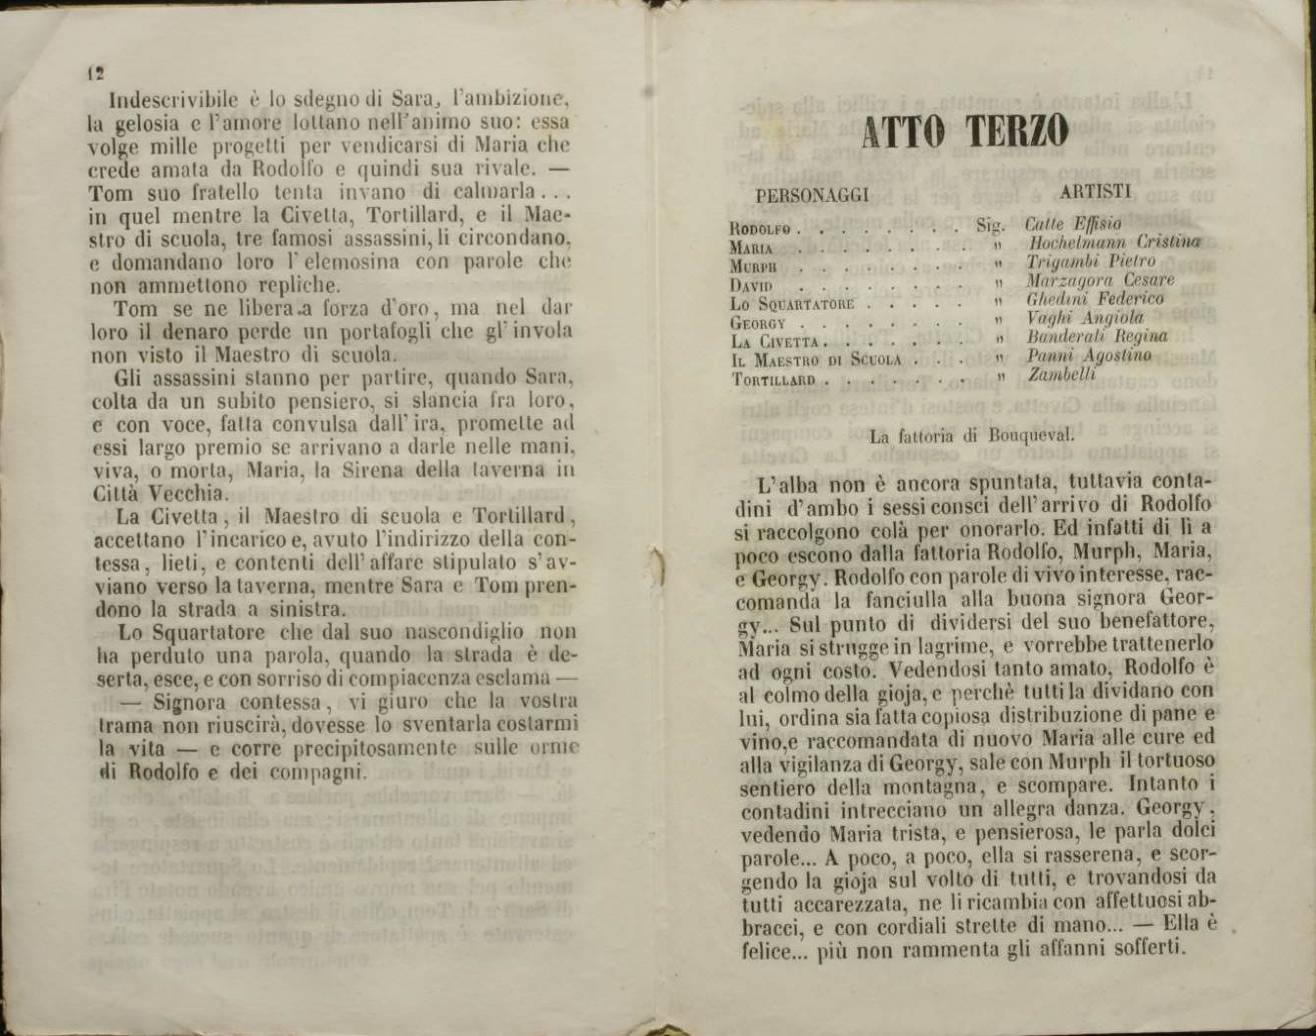 12
Indescrivibile è lo sdegno di Sara, l'ambizione,
la gelosia e l'amore lottano nell'animo suo: essa
volge mille progetti per vendicarsi di Maria che
crede amata da Rodolfo e quindi sua rivale. —
Tom suo fratello tenta invano di calmarla...
in quel mentre la Civetta, Tortillard, e il Mae-
stro di scuola, tre famosi assassini, li circondano,
e domandano loro l'elemosina con parole che
non ammettono repliche.
Tom se ne libera a forza d'oro, ma nel dar
loro il denaro perde un portafogli che gl'invola
non visto il Maestro di scuola.
Gli assassini stanno per partire, quando Sara,
colta da un subito pensiero, si slancia fra loro,
e con voce, fatta convulsa dall'ira, promette ad
essi largo premio se arrivano a darle nelle mani,
viva, o morta, Maria, la Sirena della taverna in
Città Vecchia.
La Civetta, il Maestro di scuola e Tortillard,
accettano l'incarico e, avuto l'indirizzo della con-
tessa, lieti, e contenti dell'affare stipulato s'av-
viano verso la taverna, mentre Sara e Tom pren-
dono la strada a sinistra.
Lo Squartatore che dal suo nascondiglio non
ha perduto una parola, quando la strada è de-
serta, esce, e con sorriso di compiacenza esclama —
— Signora contessa, vi giuro che la vostra
trama non riuscirà, dovesse lo sventarla costarmi
la vita — e corre precipitosamente sulle orme
di Rodolfo e dei compagni.
ATTO TERZO
PERSONAGGI ARTISTI
RODOLFO . . . . . . . . Sig. Catte Effisio
MARIA . . . . . . . . " Hochelmann Cristina
MURPH . . . . . . . . " Trigambi Pietro
DAVID . . . . . . . . " Marzagora Cesare
LO SQUARTATORE . . . . . " Ghedini Federico
GEORGY . . . . . . . . " Vaghi Angiola
LA CIVETTA . . . . . . . " Banderali Regina
IL MAESTRO DI SCUOLA . . . " Panni Agostino
TORTILLARD . . . . . . . " Zambelli
La fattoria di Bouqueval.
L'alba non è ancora spuntata, tuttavia conta-
dini d'ambo i sessi consci dell'arrivo di Rodolfo
si raccolgono colà per onorarlo. Ed infatti di lì a
poco escono dalla fattoria Rodolfo, Murph, Maria,
e Georgy. Rodolfo con parole di vivo interesse, rac-
comanda la fanciulla alla buona signora Geor-
gy... Sul punto di dividersi del suo benefattore,
Maria si strugge in lagrime, e vorrebbe trattenerlo
ad ogni costo. Vedendosi tanto amato, Rodolfo è
al colmo della gioja, e perchè tutti la dividano con
lui, ordina sia fatta copiosa distribuzione di pane e
vino, e raccomandata di nuovo Maria alle cure ed
alla vigilanza di Georgy, sale con Murph il tortuoso
sentiero della montagna, e scompare. Intanto i
contadini intrecciano un allegra danza. Georgy,
vedendo Maria trista, e pensierosa, le parla dolci
parole... A poco, a poco, ella si rasserena, e scor-
gendo la gioja sul volto di tutti, e trovandosi da
tutti accarezzata, ne li ricambia con affettuosi ab-
bracci, e con cordiali strette di mano... — Ella è
felice... più non rammenta gli affanni sofferti.